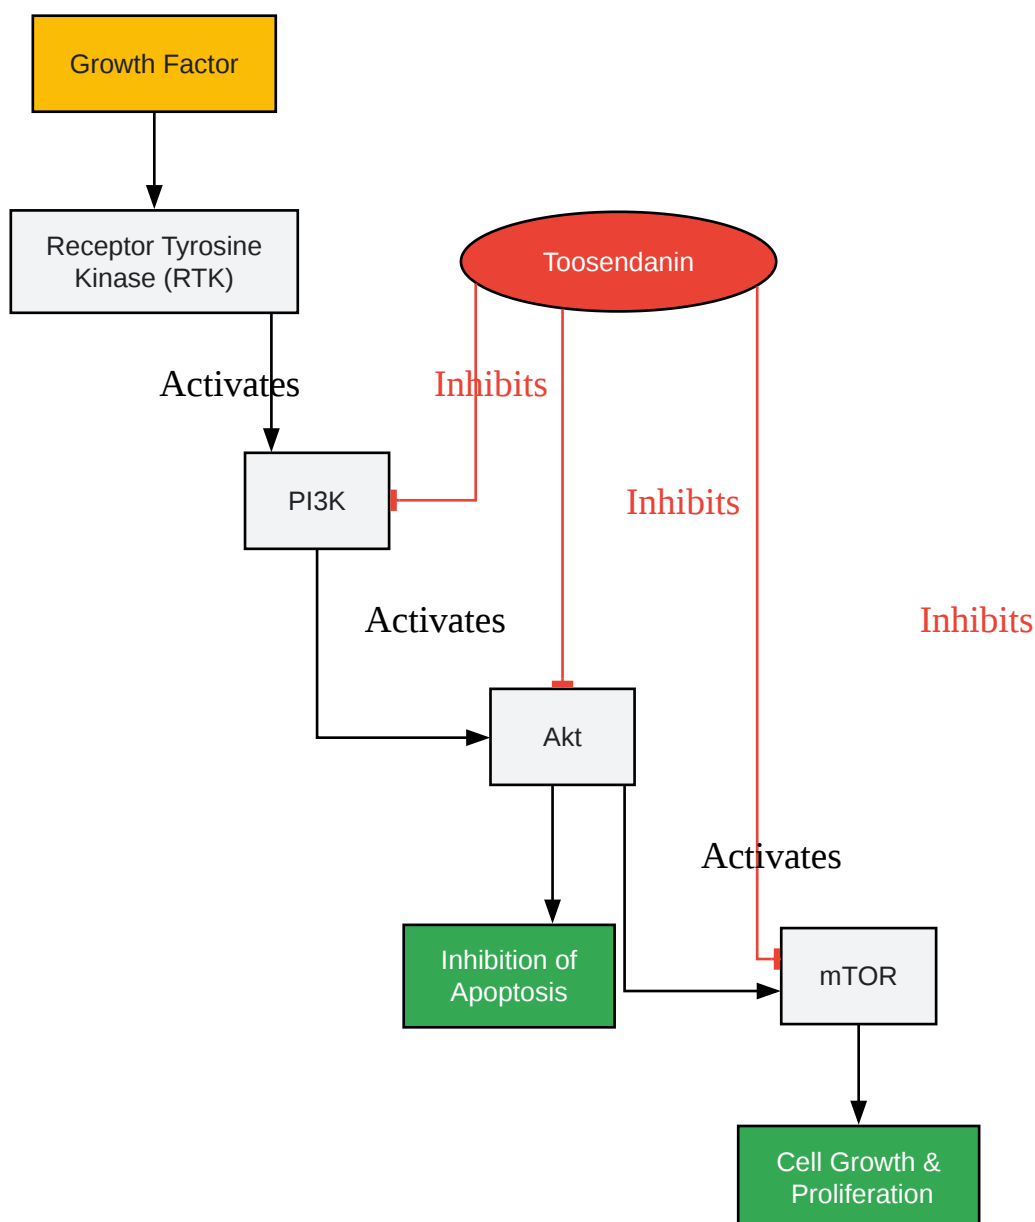 Growth Factor
Receptor Tyrosine
Kinase (RTK)
Toosendanin
Activates
Inhibits
PI3K
Inhibits
Activates
Inhibits
Akt
Activates
Inhibition of
Apoptosis
mTOR
Cell Growth &
Proliferation